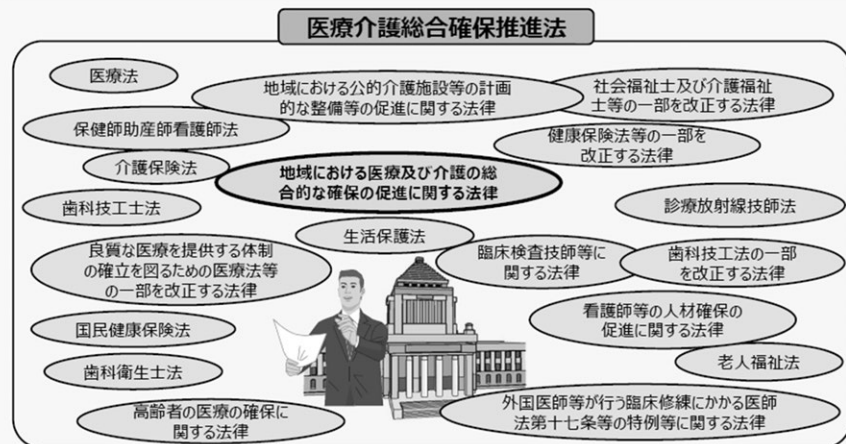 医療介護総合確保推進法
医療法
地域における公的介護施設等の計画
的な整備等の促進に関する法律
社会福祉士及び介護福祉
士等の一部を改正する法律
保健師助産師看護師法
健康保険法等の一部を
改正する法律
介護保険法
地域における医療及び介護の総
合的な確保の促進に関する法律
歯科技工士法
診療放射線技師法
生活保護法
良質な医療を提供する体制
の確立を図るための医療法等
の一部を改正する法律
臨床検査技師等に
関する法律
歯科技工法の一部
を改正する法律
国民健康保険法
看護師等の人材確保の
促進に関する法律
歯科衛生士法
老人福祉法
高齢者の医療の確保に
関する法律
外国医師等が行う臨床修練にかかる医師
法第十七条等の特例等に関する法律